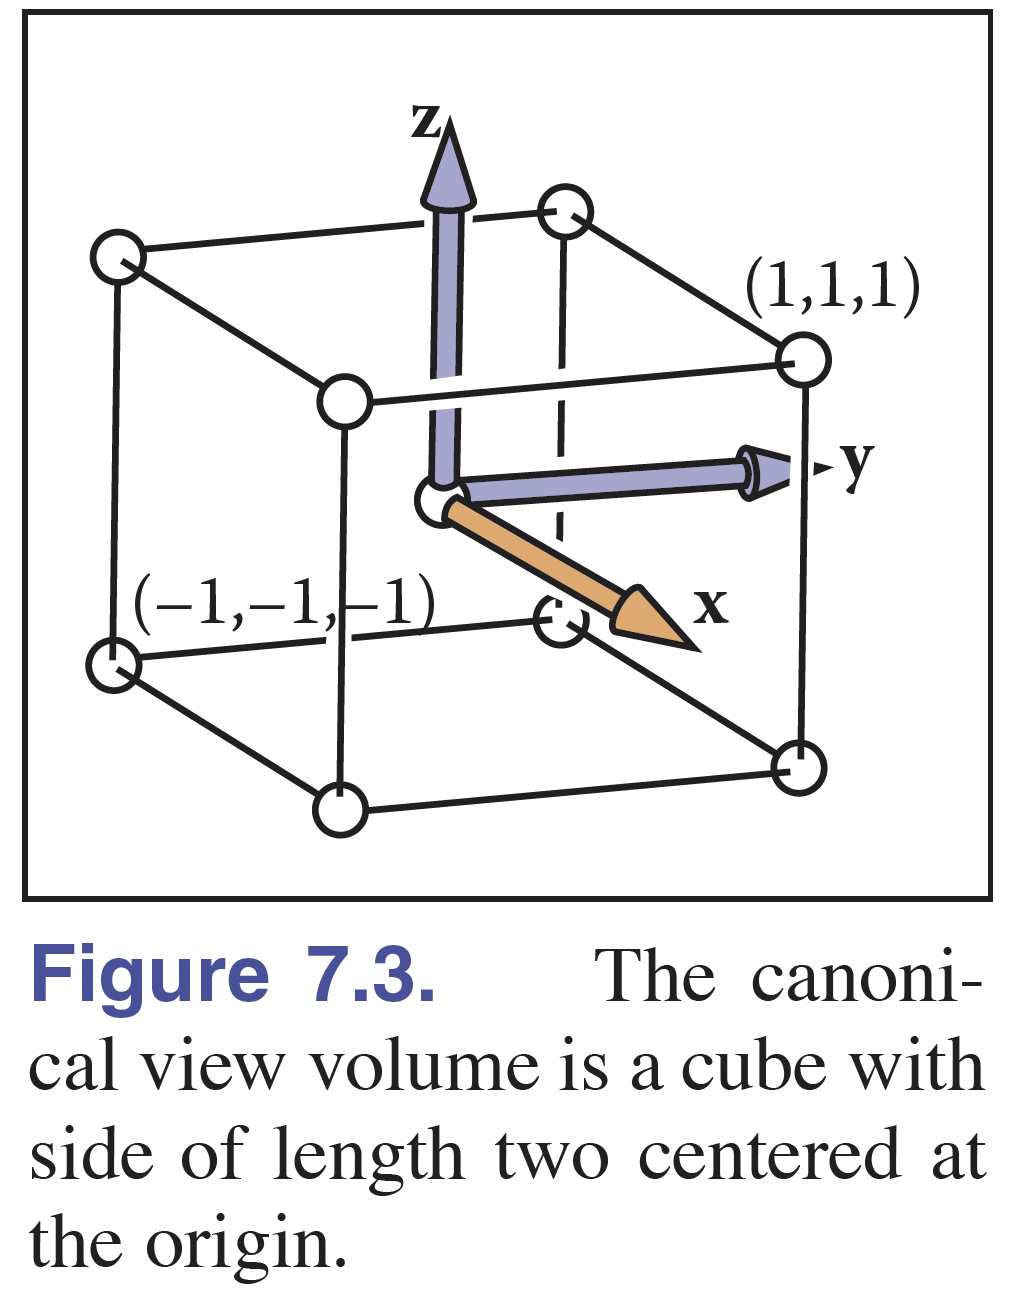 z
(1,1,1)
y
(–1,–1,–1)
x
Figure 7.3. The canoni-
cal view volume is a cube with
side of length two centered at
the origin.